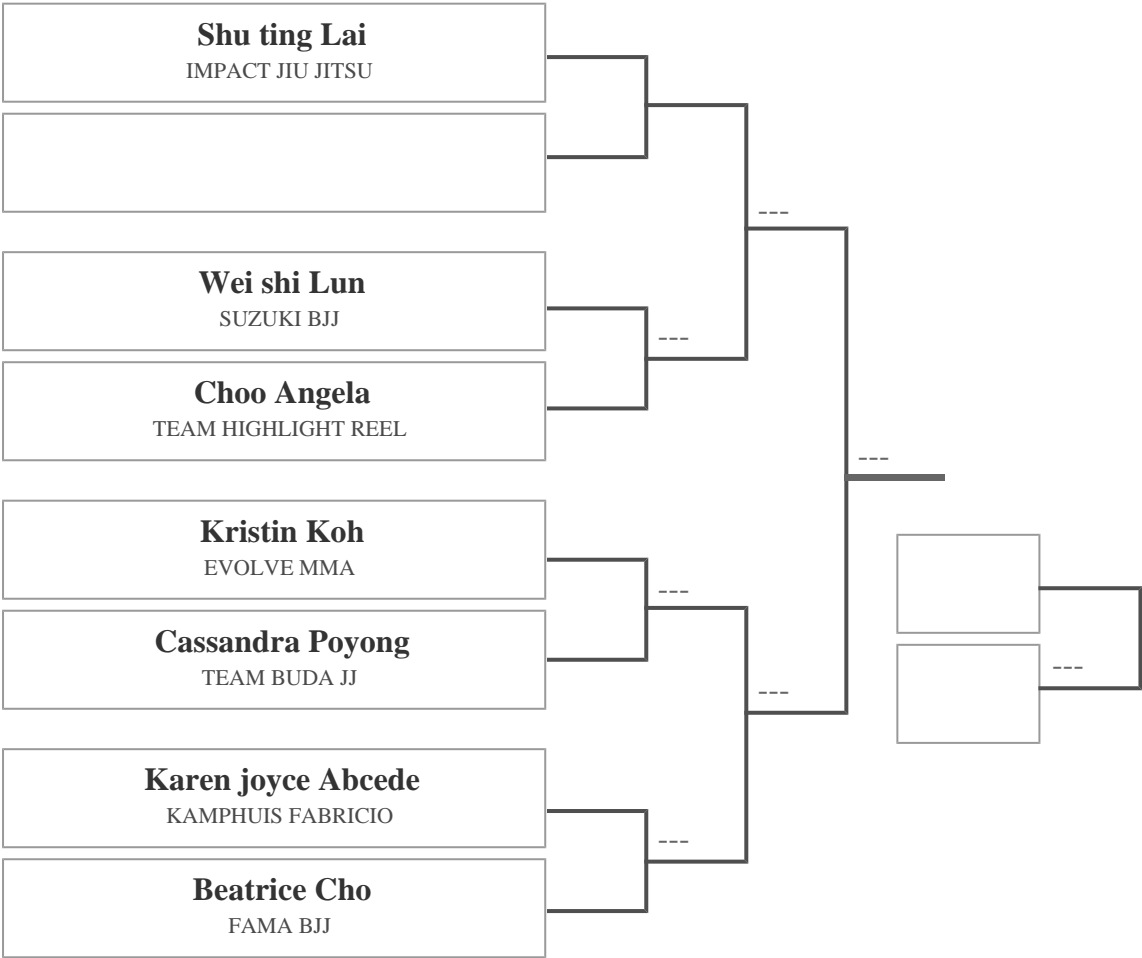 Shu ting Lai
IMPACT JIU JITSU
---
Wei shi Lun
SUZUKI BJJ
---
Choo Angela
TEAM HIGHLIGHT REEL
---
Kristin Koh
EVOLVE MMA
---
Cassandra Poyong
TEAM BUDA JJ
---
---
Karen joyce Abcede
KAMPHUIS FABRICIO
---
Beatrice Cho
FAMA BJJ